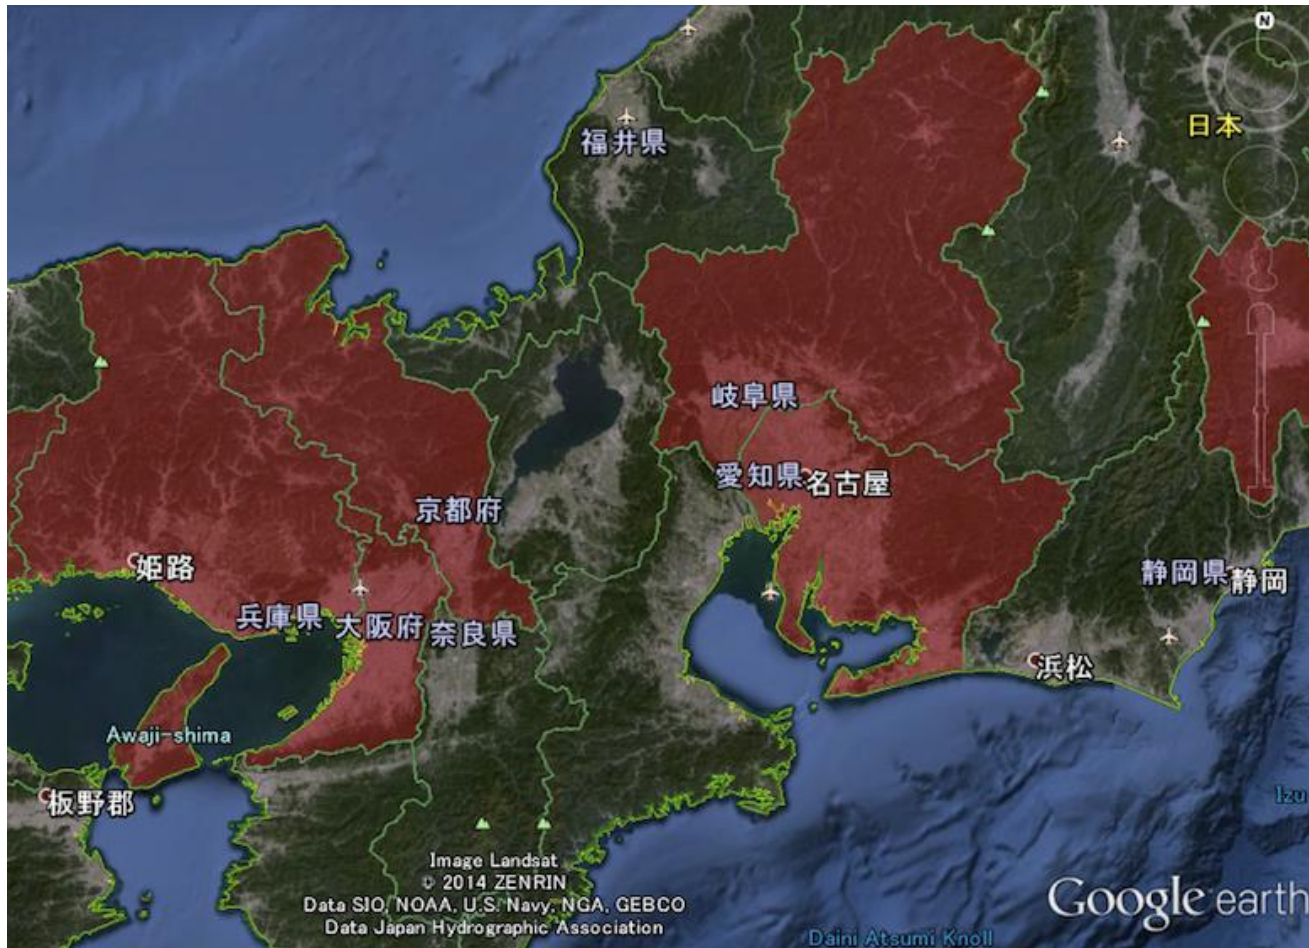 N
日本
福井県
岐阜県
愛知県
名古屋
京都府
姫路
兵庫県
大阪府
奈良県
静岡県
静岡
浜松
Awaji-shima
板野郡
Izu
Image Landsat
© 2014 ZENRIN
Data SIO, NOAA, U.S. Navy, NGA, GEBCO
Data Japan Hydrographic Association
Google earth
Daini Atsumi Knoll